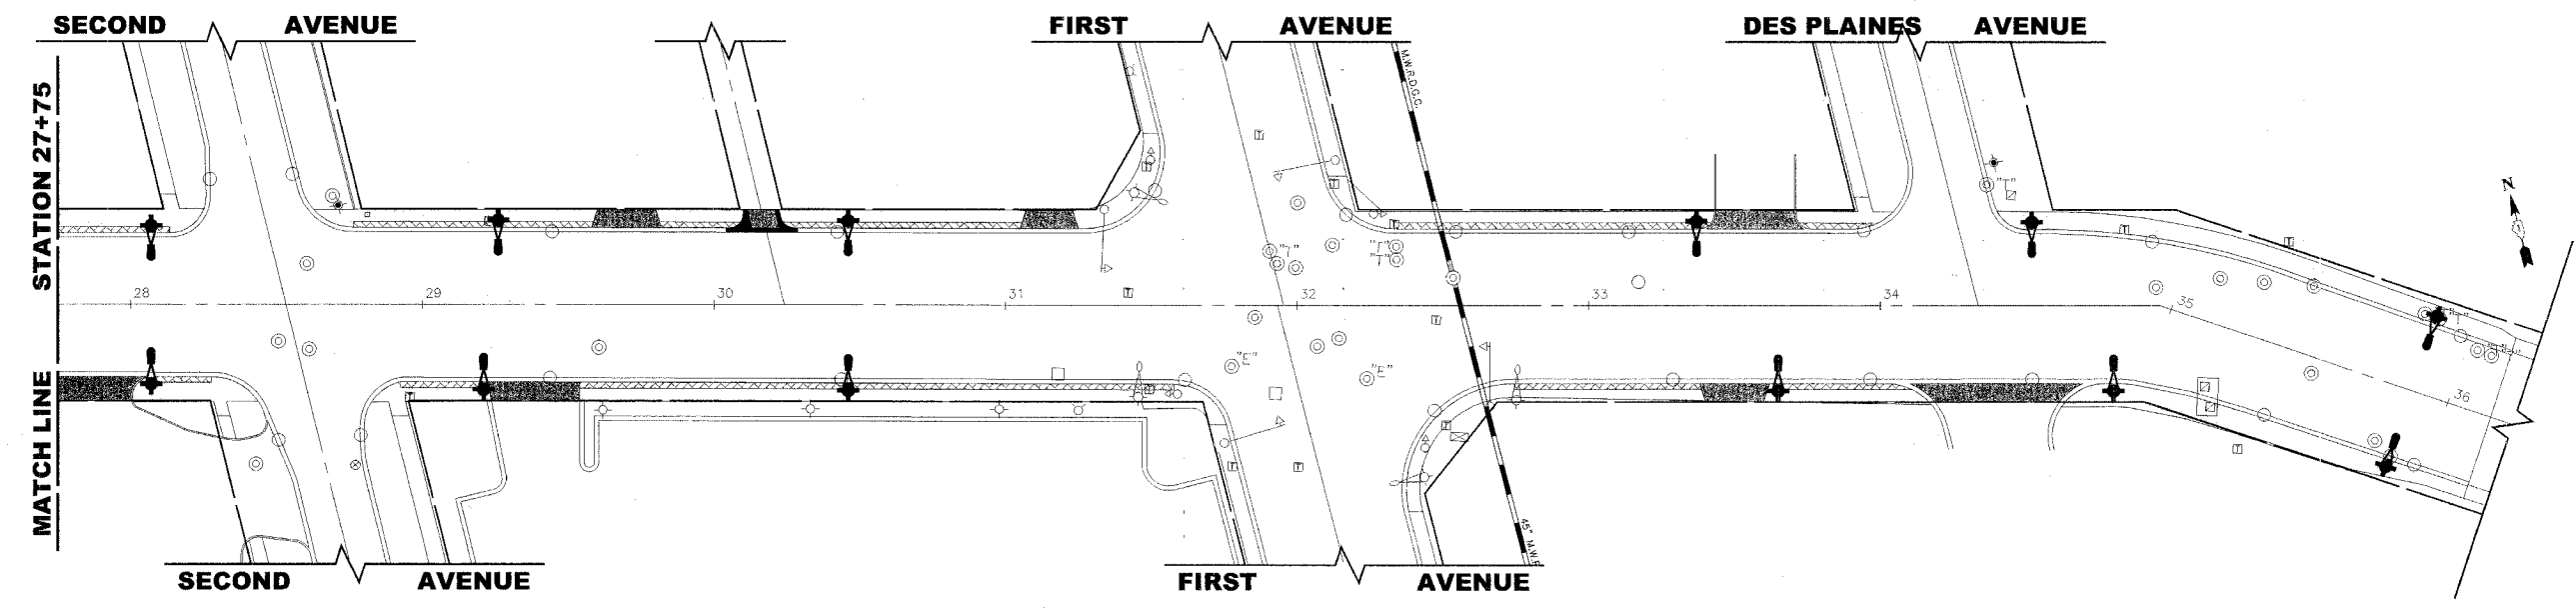 SECOND AVENUE
FIRST AVENUE
DES PLAINES AVENUE
STATION 27+75
MATCH LINE
M.W.R.D.G.C.
N
"T"
"T"
"T"
"T"
28
29
30
31
32
33
34
35
36
"T"
"E"
"E"
45" M.W.R
SECOND AVENUE
FIRST AVENUE